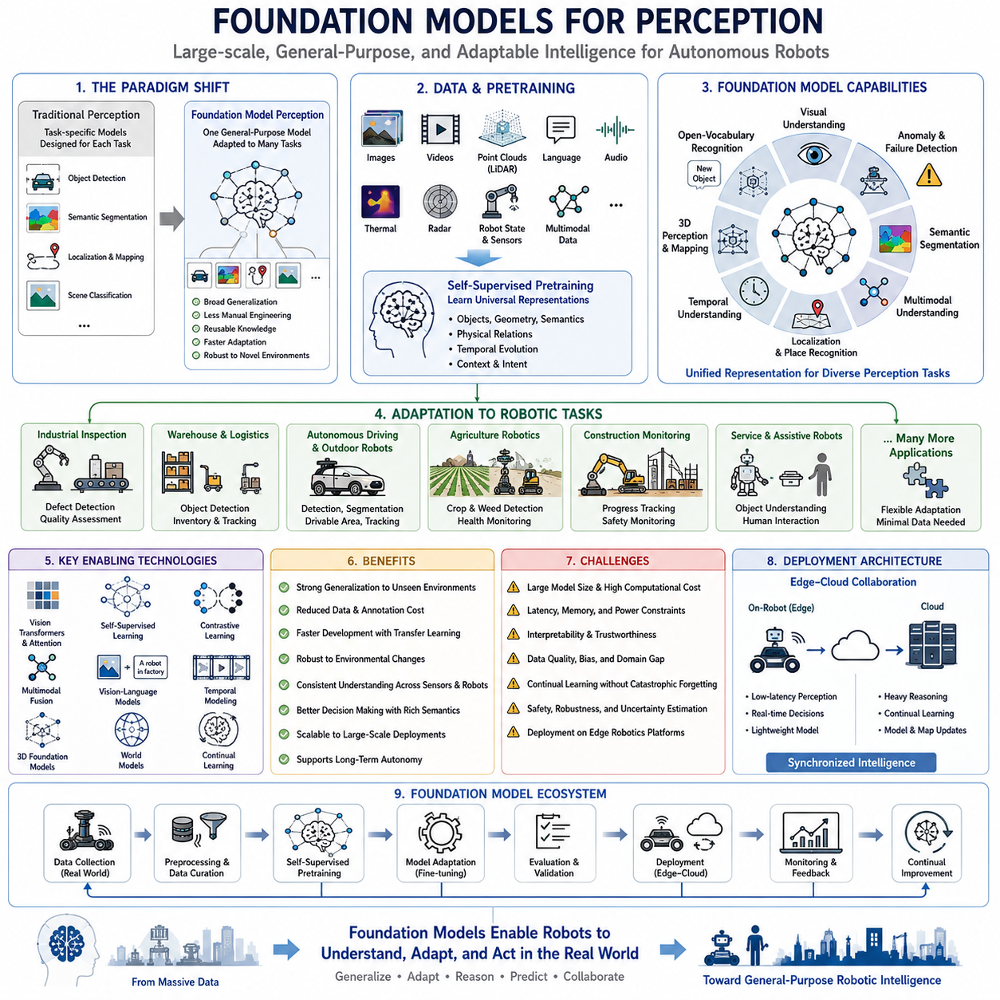 FOUNDATION MODELS FOR PERCEPTION
Large-scale, General-Purpose, and Adaptable Intelligence for Autonomous Robots
1. THE PARADIGM SHIFT
Traditional Perception
Task-specific Models
Designed for Each Task
Object Detection
Semantic Segmentation
Localization & Mapping
Scene Classification
...
Foundation Model Perception
One General-Purpose Model
Adapted to Many Tasks
...
Broad Generalization
Less Manual Engineering
Reusable Knowledge
Faster Adaptation
Robust to Novel Environments
2. DATA & PRETRAINING
Images
Videos
Point Clouds
(LiDAR)
Language
Audio
Thermal
Radar
Robot State
& Sensors
Multimodal
Data
...
Self-Supervised Pretraining
Learn Universal Representations
• Objects, Geometry, Semantics
• Physical Relations
• Temporal Evolution
• Context & Intent
3. FOUNDATION MODEL CAPABILITIES
Visual
Understanding
Open-Vocabulary
Recognition
New
Object
Anomaly &
Failure Detection
3D
Perception
& Mapping
Semantic
Segmentation
Temporal
Understanding
Multimodal
Understanding
Localization
& Place Recognition
Unified Representation for Diverse Perception Tasks
4. ADAPTATION TO ROBOTIC TASKS
Industrial Inspection
Defect Detection
Quality Assessment
Warehouse & Logistics
Object Detection
Inventory & Tracking
Autonomous Driving
& Outdoor Robots
Detection, Segmentation
Drivable Area, Tracking
Agriculture Robotics
Crop & Weed Detection
Health Monitoring
Construction Monitoring
Progress Tracking
Safety Monitoring
Service & Assistive Robots
Object Understanding
Human Interaction
... Many More
Applications
Flexible Adaptation
Minimal Data Needed
5. KEY ENABLING TECHNOLOGIES
Vision
Transformers
& Attention
Self-Supervised
Learning
Contrastive
Learning
Multimodal
Fusion
A robot
in factory
Vision-Language
Models
Temporal
Modeling
3D Foundation
Models
World
Models
Continual
Learning
6. BENEFITS
Strong Generalization to Unseen Environments
Reduced Data & Annotation Cost
Faster Development with Transfer Learning
Robust to Environmental Changes
Consistent Understanding Across Sensors & Robots
Better Decision Making with Rich Semantics
Scalable to Large-Scale Deployments
Supports Long-Term Autonomy
7. CHALLENGES
Large Model Size & High Computational Cost
Latency, Memory, and Power Constraints
Interpretability & Trustworthiness
Data Quality, Bias, and Domain Gap
Continual Learning without Catastrophic Forgetting
Safety, Robustness, and Uncertainty Estimation
Deployment on Edge Robotics Platforms
8. DEPLOYMENT ARCHITECTURE
Edge–Cloud Collaboration
On-Robot (Edge)
Cloud
• Low-latency Perception
• Real-time Decisions
• Lightweight Model
• Heavy Reasoning
• Continual Learning
• Model & Map Updates
Synchronized Intelligence
9. FOUNDATION MODEL ECOSYSTEM
Data Collection
(Real World)
Preprocessing &
Data Curation
Self-Supervised
Pretraining
Model Adaptation
(Fine-tuning)
Evaluation &
Validation
Deployment
(Edge–Cloud)
Monitoring &
Feedback
Continual
Improvement
From Massive Data
Foundation Models Enable Robots to
Understand, Adapt, and Act in the Real World
Generalize • Adapt • Reason • Predict • Collaborate
Toward General-Purpose Robotic Intelligence